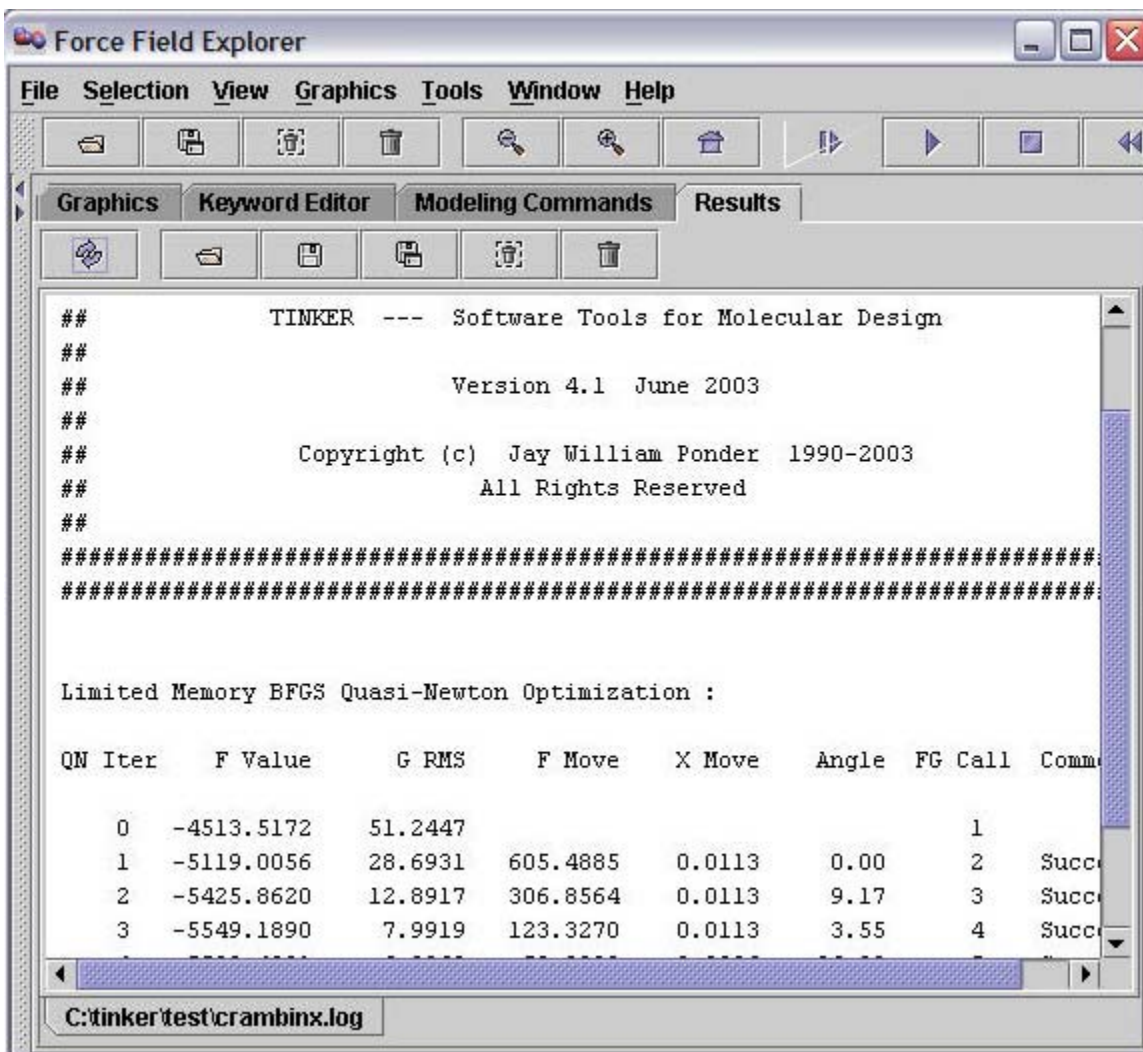 Force Field Explorer
File Selection View Graphics Tools Window Help
Graphics Keyword Editor Modeling Commands Results
## TINKER --- Software Tools for Molecular Design
##
## Version 4.1 June 2003
##
## Copyright (c) Jay William Ponder 1990-2003
## All Rights Reserved
##
##########################################################################
##########################################################################
Limited Memory BFGS Quasi-Newton Optimization :
QN Iter F Value G RMS F Move X Move Angle FG Call Comm
0 -4513.5172 51.2447 1
1 -5119.0056 28.6931 605.4885 0.0113 0.00 2 Succ
2 -5425.8620 12.8917 306.8564 0.0113 9.17 3 Succ
3 -5549.1890 7.9919 123.3270 0.0113 3.55 4 Succ
C:\tinker\test\crambinx.log